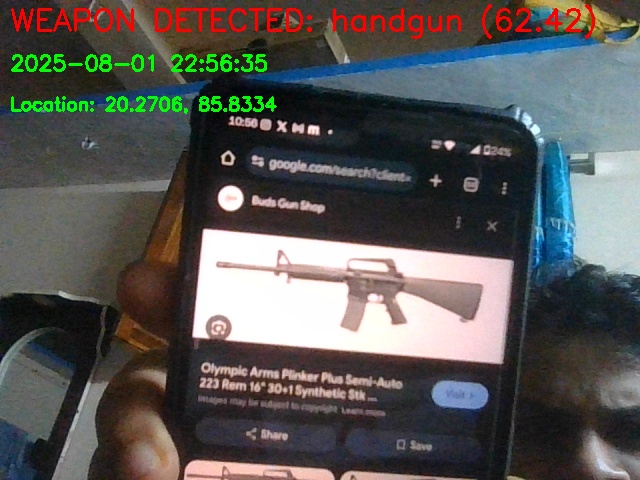 WEAPON DETECTED: handgun (62.42)
2025-08-01 22:56:35
Location: 20.2706, 85.8334
10:56 X M m
24%
google.com/search?client=
Buds Gun Shop
Olympic Arms Plinker Plus Semi-Auto
223 Rem 16" 30+1 Synthetic Stk ...
Images may be subject to copyright. Learn more
Visit >
Share
Save